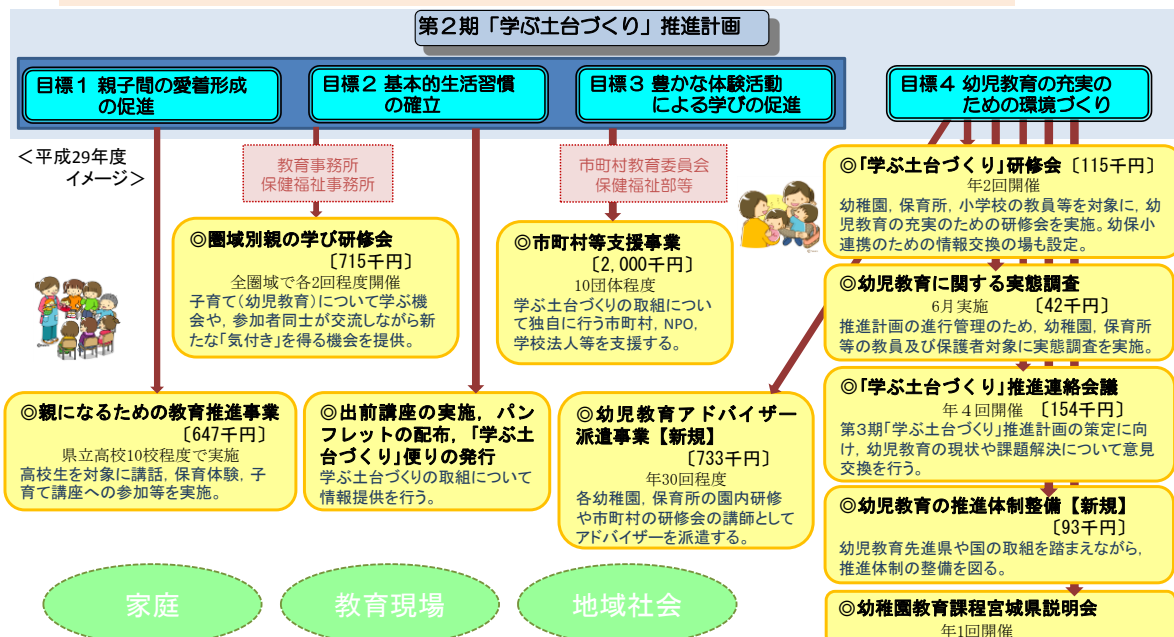 第2期「学ぶ土台づくり」推進計画
目標1 親子間の愛着形成
の促進
目標2 基本的生活習慣
の確立
目標3 豊かな体験活動
による学びの促進
目標4 幼児教育の充実の
ための環境づくり
＜平成29年度
イメージ＞
教育事務所
保健福祉事務所
市町村教育委員会
保健福祉部等
◎圏域別親の学び研修会
〔715千円〕
全圏域で各2回程度開催
子育て(幼児教育)について学ぶ機
会や，参加者同士が交流しながら新
たな「気付き」を得る機会を提供。
◎市町村等支援事業
〔2,000千円〕
10団体程度
学ぶ土台づくりの取組につい
て独自に行う市町村，NPO，
学校法人等を支援する。
◎親になるための教育推進事業
〔647千円〕
県立高校10校程度で実施
高校生を対象に講話，保育体験，子
育て講座への参加等を実施。
◎出前講座の実施，パン
フレットの配布，「学ぶ土
台づくり」便りの発行
学ぶ土台づくりの取組について
情報提供を行う。
◎幼児教育アドバイザー
派遣事業【新規】
〔733千円〕
年30回程度
各幼稚園，保育所の園内研修
や市町村の研修会の講師として
アドバイザーを派遣する。
◎「学ぶ土台づくり」研修会〔115千円〕
年2回開催
幼稚園，保育所，小学校の教員等を対象に，幼
児教育の充実のための研修会を実施。幼保小
連携のための情報交換の場も設定。
◎幼児教育に関する実態調査
6月実施 〔42千円〕
推進計画の進行管理のため，幼稚園，保育所
等の教員及び保護者対象に実態調査を実施。
◎「学ぶ土台づくり」推進連絡会議
年４回開催 〔154千円〕
第3期「学ぶ土台づくり」推進計画の策定に向
け，幼児教育の現状や課題解決について意見
交換を行う。
◎幼児教育の推進体制整備【新規】
〔93千円〕
幼児教育先進県や国の取組を踏まえながら，
推進体制の整備を図る。
◎幼稚園教育課程宮城県説明会
年1回開催
家庭
教育現場
地域社会